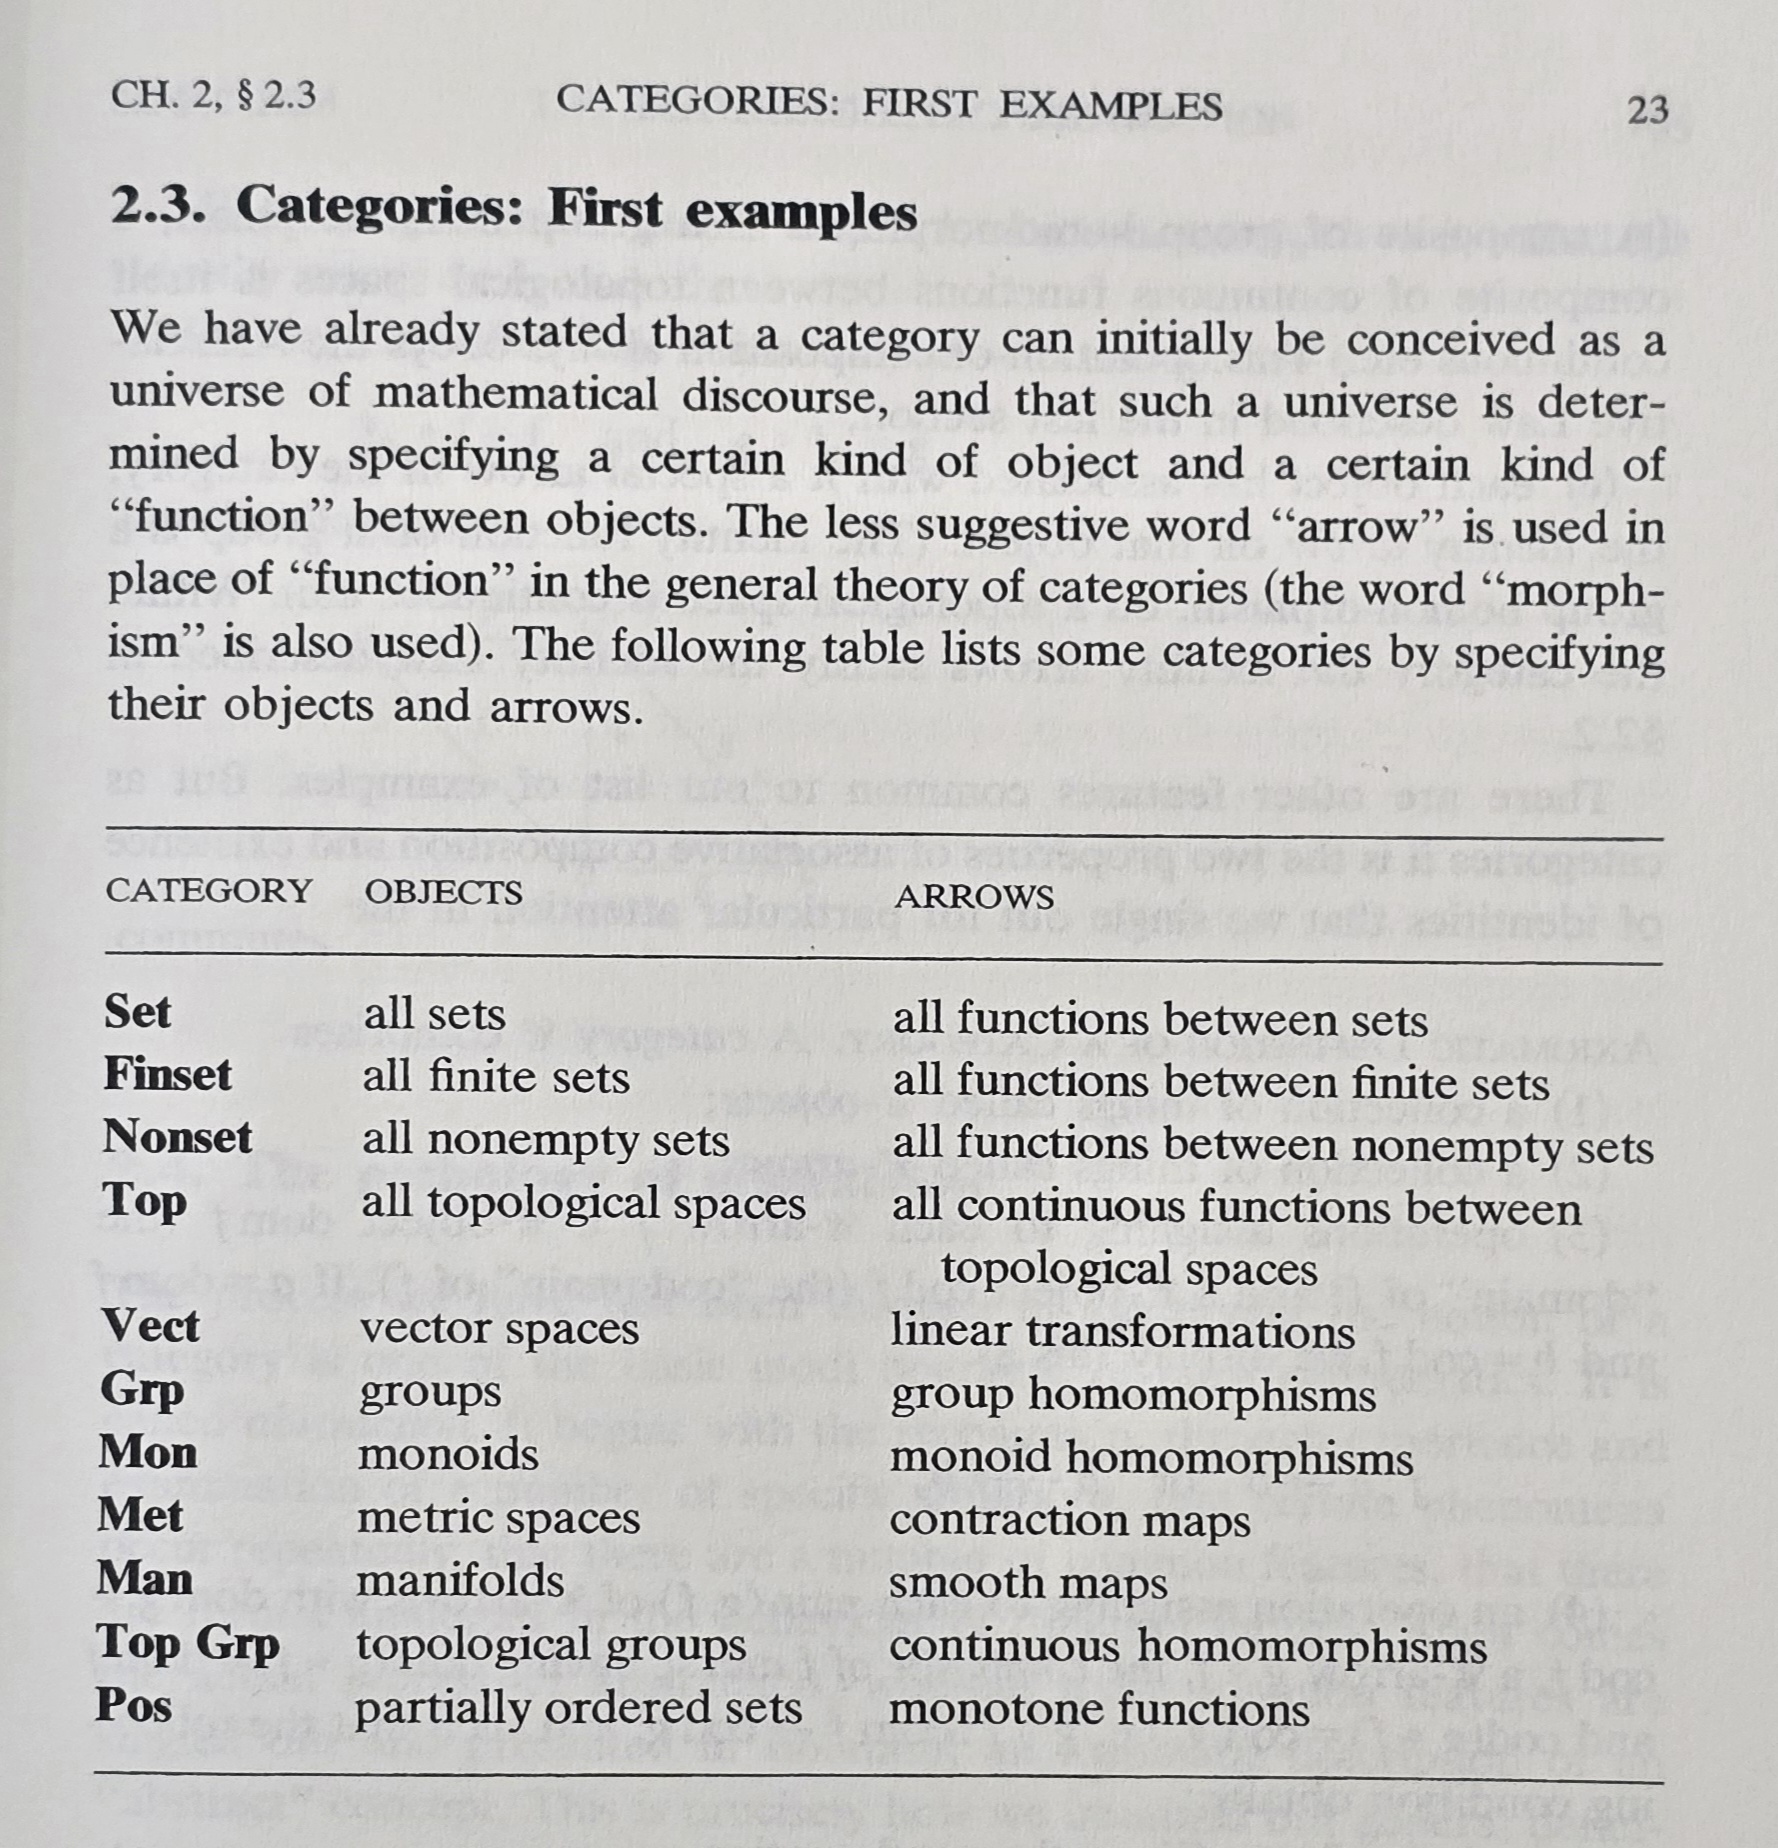 CH. 2, § 2.3 CATEGORIES: FIRST EXAMPLES 23
2.3. Categories: First examples
We have already stated that a category can initially be conceived as a
universe of mathematical discourse, and that such a universe is deter-
mined by specifying a certain kind of object and a certain kind of
“function” between objects. The less suggestive word “arrow” is used in
place of “function” in the general theory of categories (the word “morph-
ism” is also used). The following table lists some categories by specifying
their objects and arrows.
CATEGORY OBJECTS ARROWS
Set all sets all functions between sets
Finset all finite sets all functions between finite sets
Nonset all nonempty sets all functions between nonempty sets
Top all topological spaces all continuous functions between
topological spaces
Vect vector spaces linear transformations
Grp groups group homomorphisms
Mon monoids monoid homomorphisms
Met metric spaces contraction maps
Man manifolds smooth maps
Top Grp topological groups continuous homomorphisms
Pos partially ordered sets monotone functions